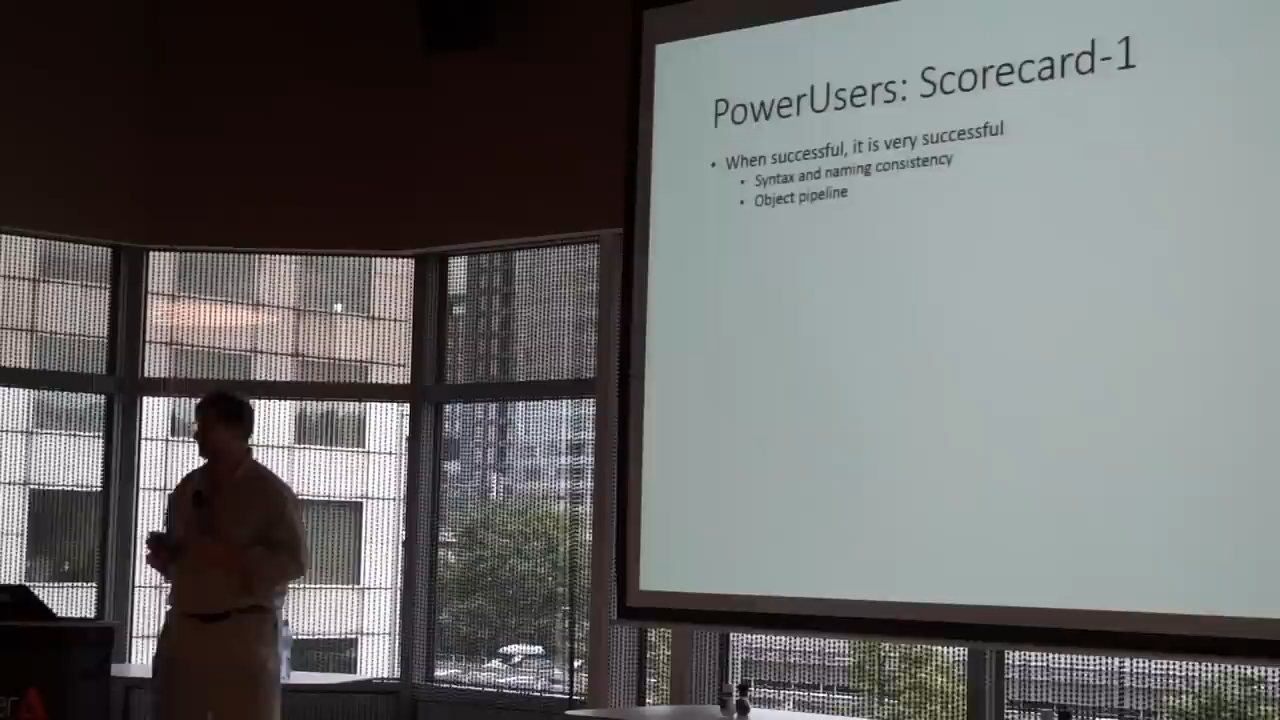 PowerUsers: Scorecard-1
• When successful, it is very successful
• Syntax and naming consistency
• Object pipeline